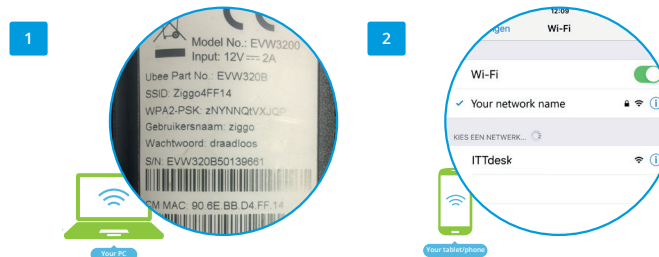 1
Model No.: EVW3200
Input: 12V 2A
Ubee Part No.: EVW320B
SSID: Ziggo4FF14
WPA2-PSK: zNYNNQtVXJQP
Gebruikersnaam: ziggo
Wachtwoord: draadloos
S/N: EVW320B50139661
CM MAC: 90.6E.BB.D4.FF.14
Your PC
2
12:09
Wi-Fi
Wi-Fi
Your network name
KIES EEN NETWERK...
ITTdesk
Your tablet/phone